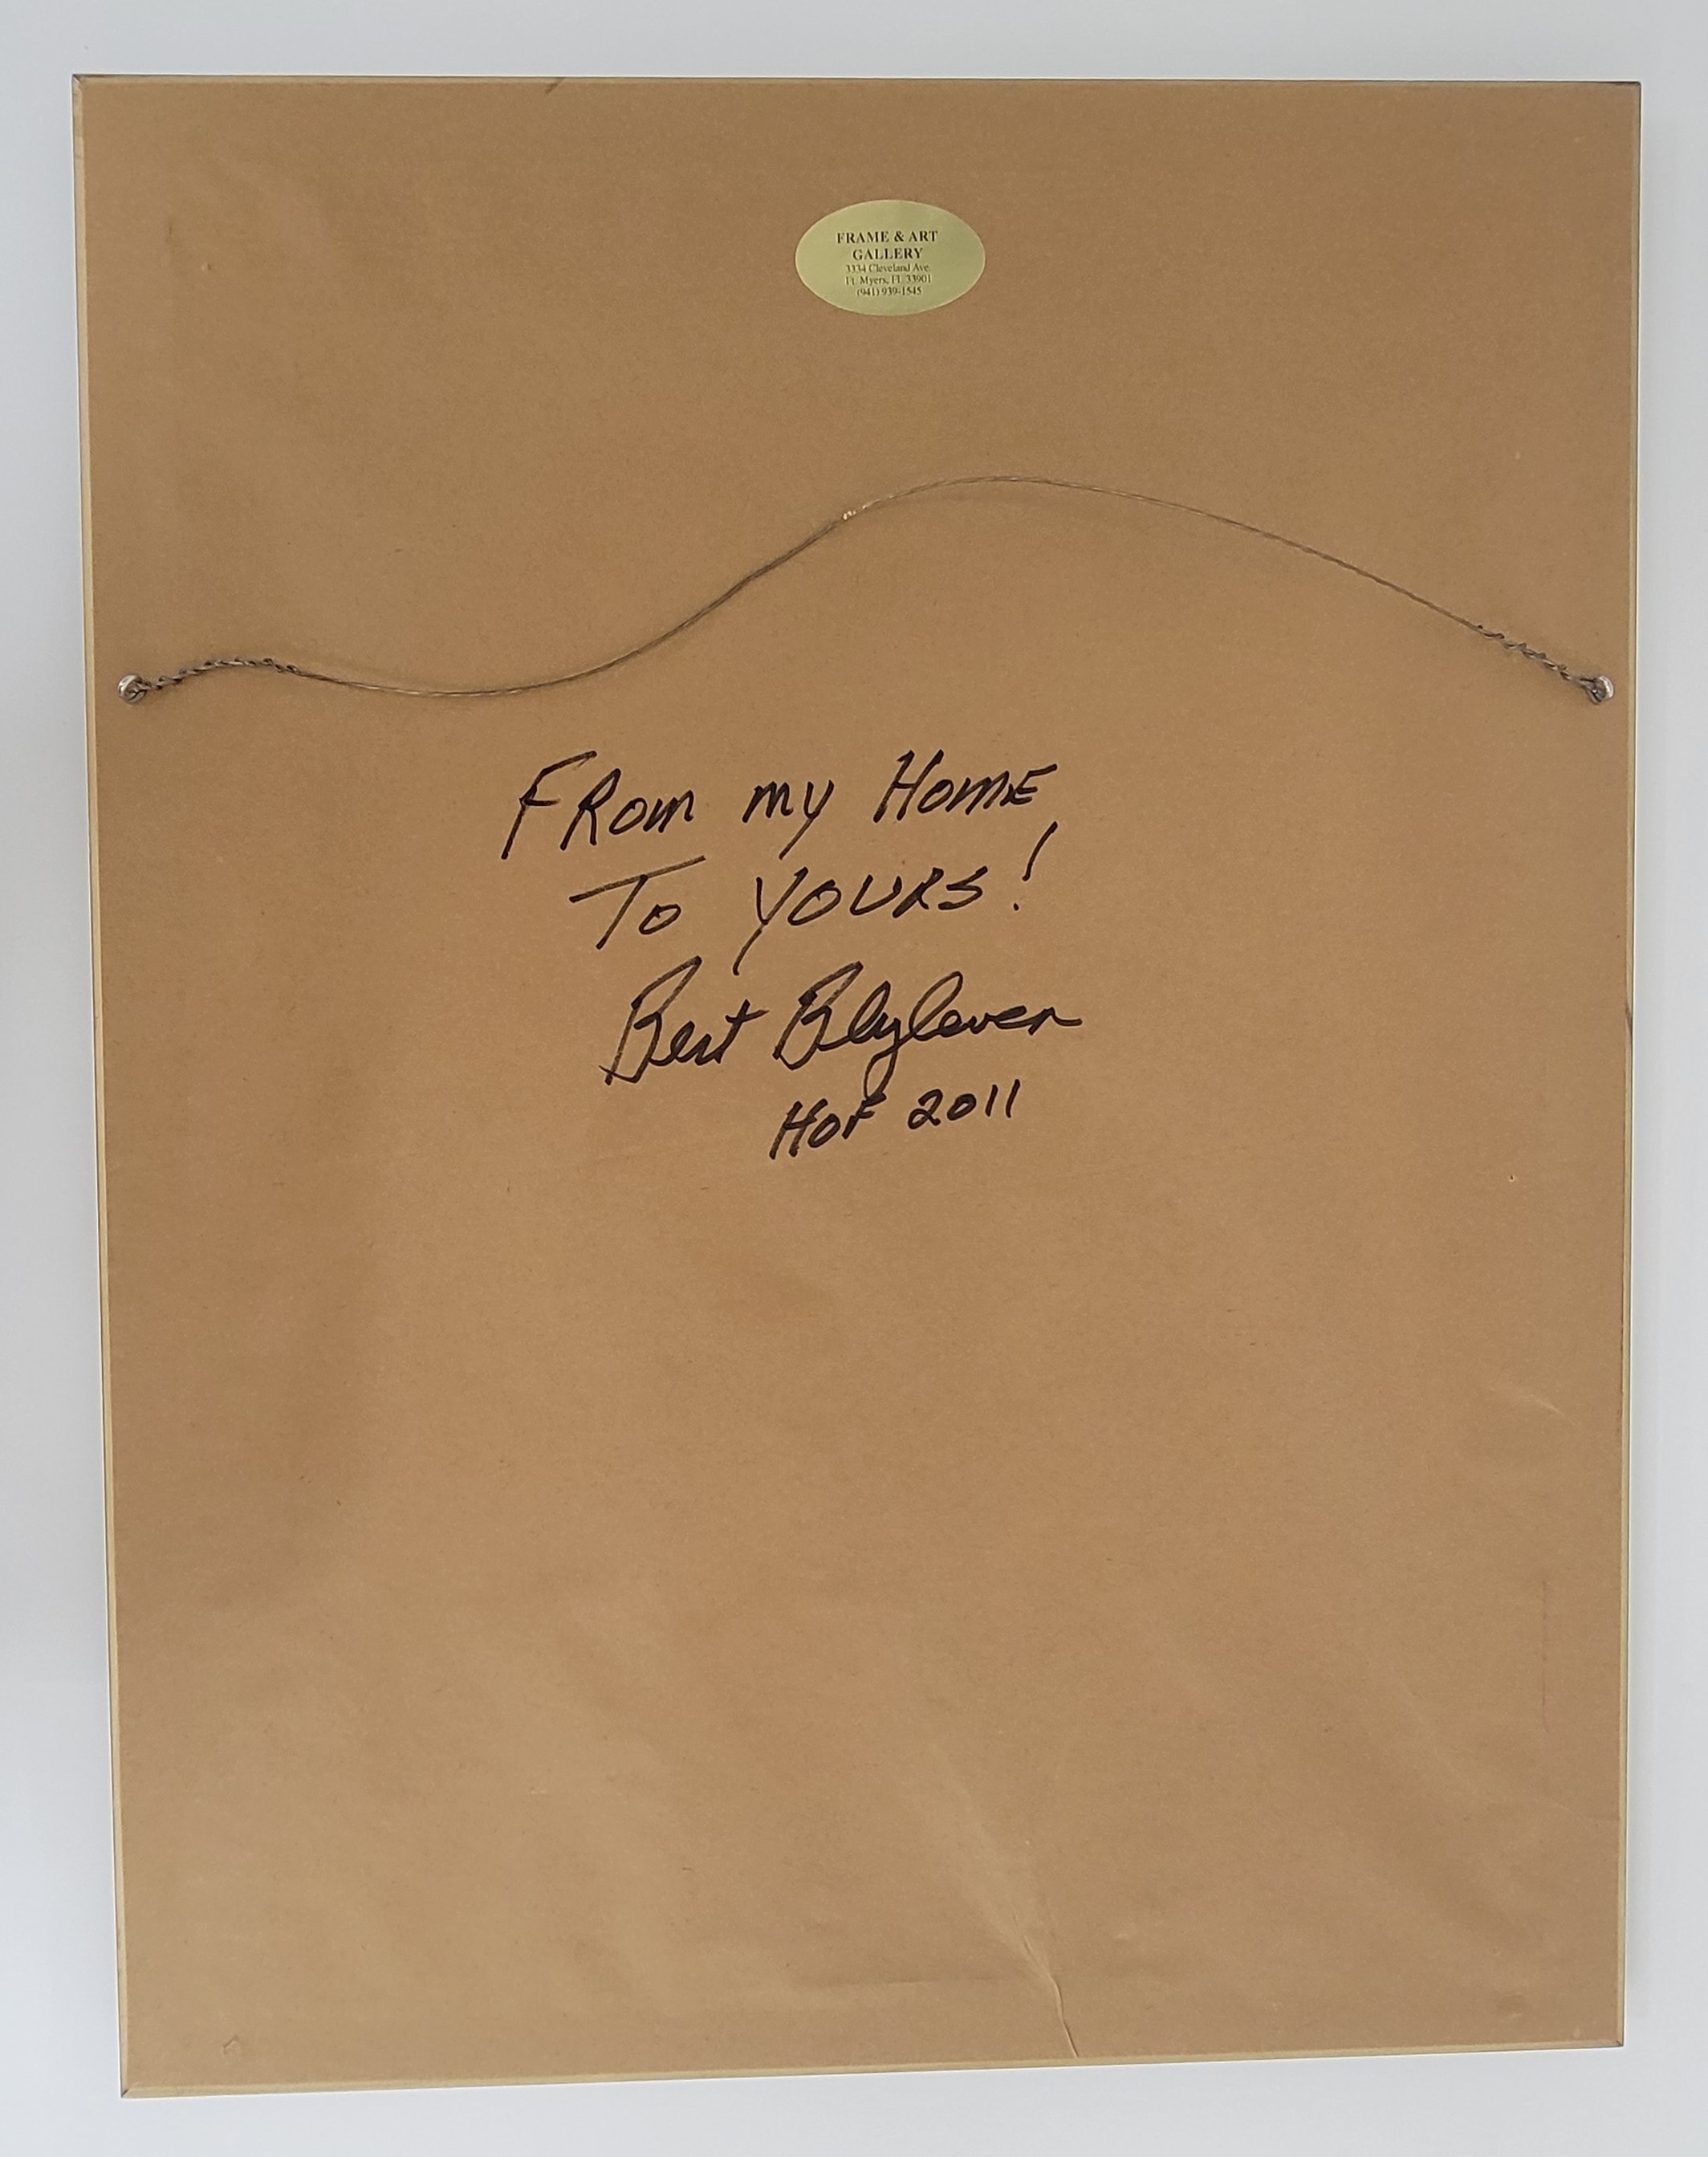 FRAME & ART
GALLERY
3334 Cleveland Ave.
Ft. Myers, Fl. 33901
(941) 939-1545
FROM my HOME
TO YOURS!
Bert Blyleven
HOF 2011